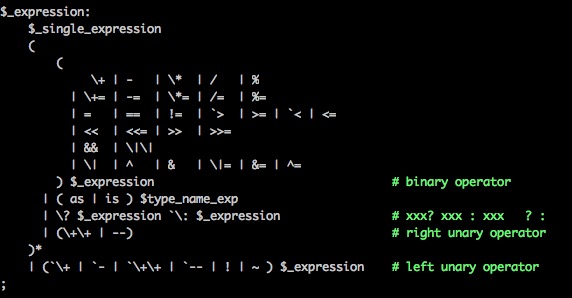 $_expression:
    $_single_expression
    (
        (
            \+ | -   | \*  | /   | %
          | \+= | -=  | \*= | /=  | %=
          | =   | ==  | !=  | `>  | >= | `< | <=
          | <<  | <<= | >>  | >>=
          | &&  | \|\|
          | \|  | ^   | &   | \|= | &= | ^=
        ) $_expression                              # binary operator
      | ( as | is ) $type_name_exp
      | \? $_expression `\: $_expression            # xxx? xxx : xxx   ? :
      | (\+\+ | --)                                 # right unary operator
    )*
    | (`\+ | `- | `\+\+ | `-- | ! | ~ ) $_expression    # left unary operator
;